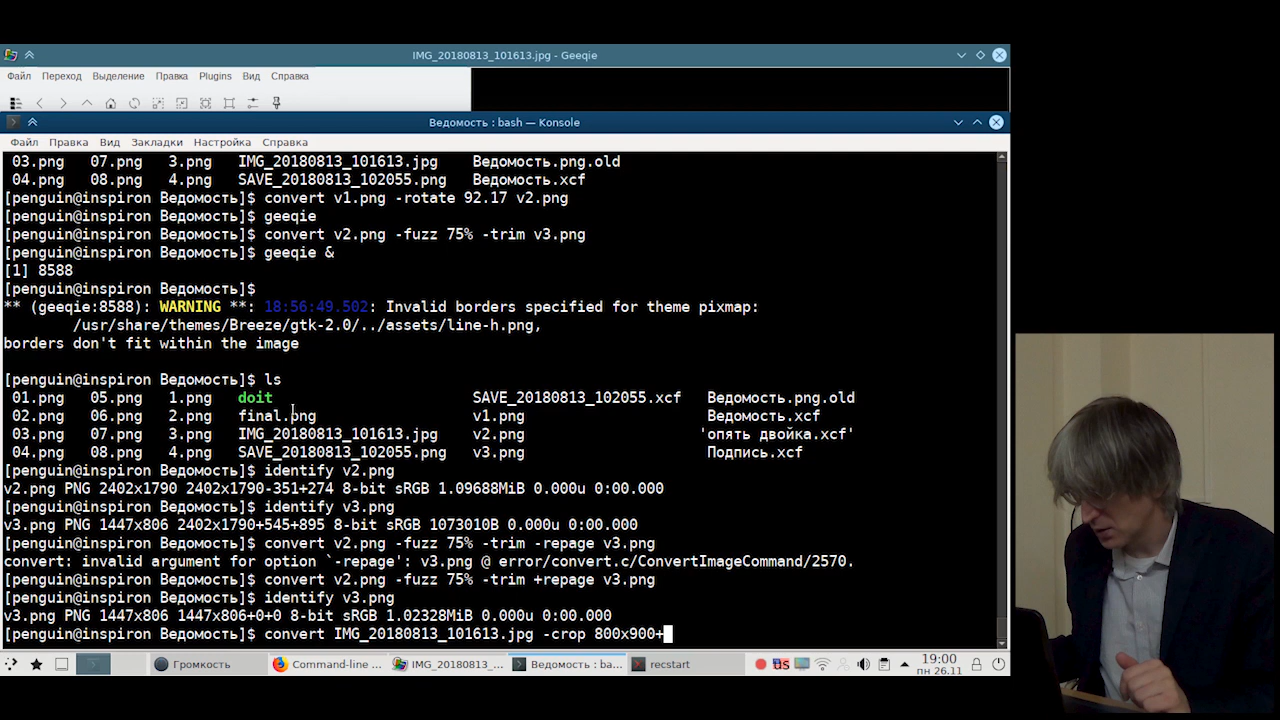 IMG_20180813_101613.jpg - Geeqie
Файл Переход Выделение Правка Plugins Вид Справка
Ведомость : bash — Konsole
Файл Правка Вид Закладки Настройка Справка
03.png 07.png 3.png IMG_20180813_101613.jpg Ведомость.png.old
04.png 08.png 4.png SAVE_20180813_102055.png Ведомость.xcf
[penguin@inspiron Ведомость]$ convert v1.png -rotate 92.17 v2.png
[penguin@inspiron Ведомость]$ geeqie
[penguin@inspiron Ведомость]$ convert v2.png -fuzz 75% -trim v3.png
[penguin@inspiron Ведомость]$ geeqie &
[1] 8588
[penguin@inspiron Ведомость]$
** (geeqie:8588): WARNING **: 18:56:49.502: Invalid borders specified for theme pixmap:
/usr/share/themes/Breeze/gtk-2.0/../assets/line-h.png,
borders don't fit within the image
[penguin@inspiron Ведомость]$ ls
01.png 05.png 1.png doit SAVE_20180813_102055.xcf Ведомость.png.old
02.png 06.png 2.png final.png v1.png Ведомость.xcf
03.png 07.png 3.png IMG_20180813_101613.jpg v2.png 'опять двойка.xcf'
04.png 08.png 4.png SAVE_20180813_102055.png v3.png Подпись.xcf
[penguin@inspiron Ведомость]$ identify v2.png
v2.png PNG 2402x1790 2402x1790-351+274 8-bit sRGB 1.09688MiB 0.000u 0:00.000
[penguin@inspiron Ведомость]$ identify v3.png
v3.png PNG 1447x806 2402x1790+545+895 8-bit sRGB 1073010B 0.000u 0:00.000
[penguin@inspiron Ведомость]$ convert v2.png -fuzz 75% -trim -repage v3.png
convert: invalid argument for option `-repage': v3.png @ error/convert.c/ConvertImageCommand/2570.
[penguin@inspiron Ведомость]$ convert v2.png -fuzz 75% -trim +repage v3.png
[penguin@inspiron Ведомость]$ identify v3.png
v3.png PNG 1447x806 1447x806+0+0 8-bit sRGB 1.02328MiB 0.000u 0:00.000
[penguin@inspiron Ведомость]$ convert IMG_20180813_101613.jpg -crop 800x900+
Громкость Command-line ... IMG_20180813_... Ведомость : ba... recstart us 19:00
пн 26.11